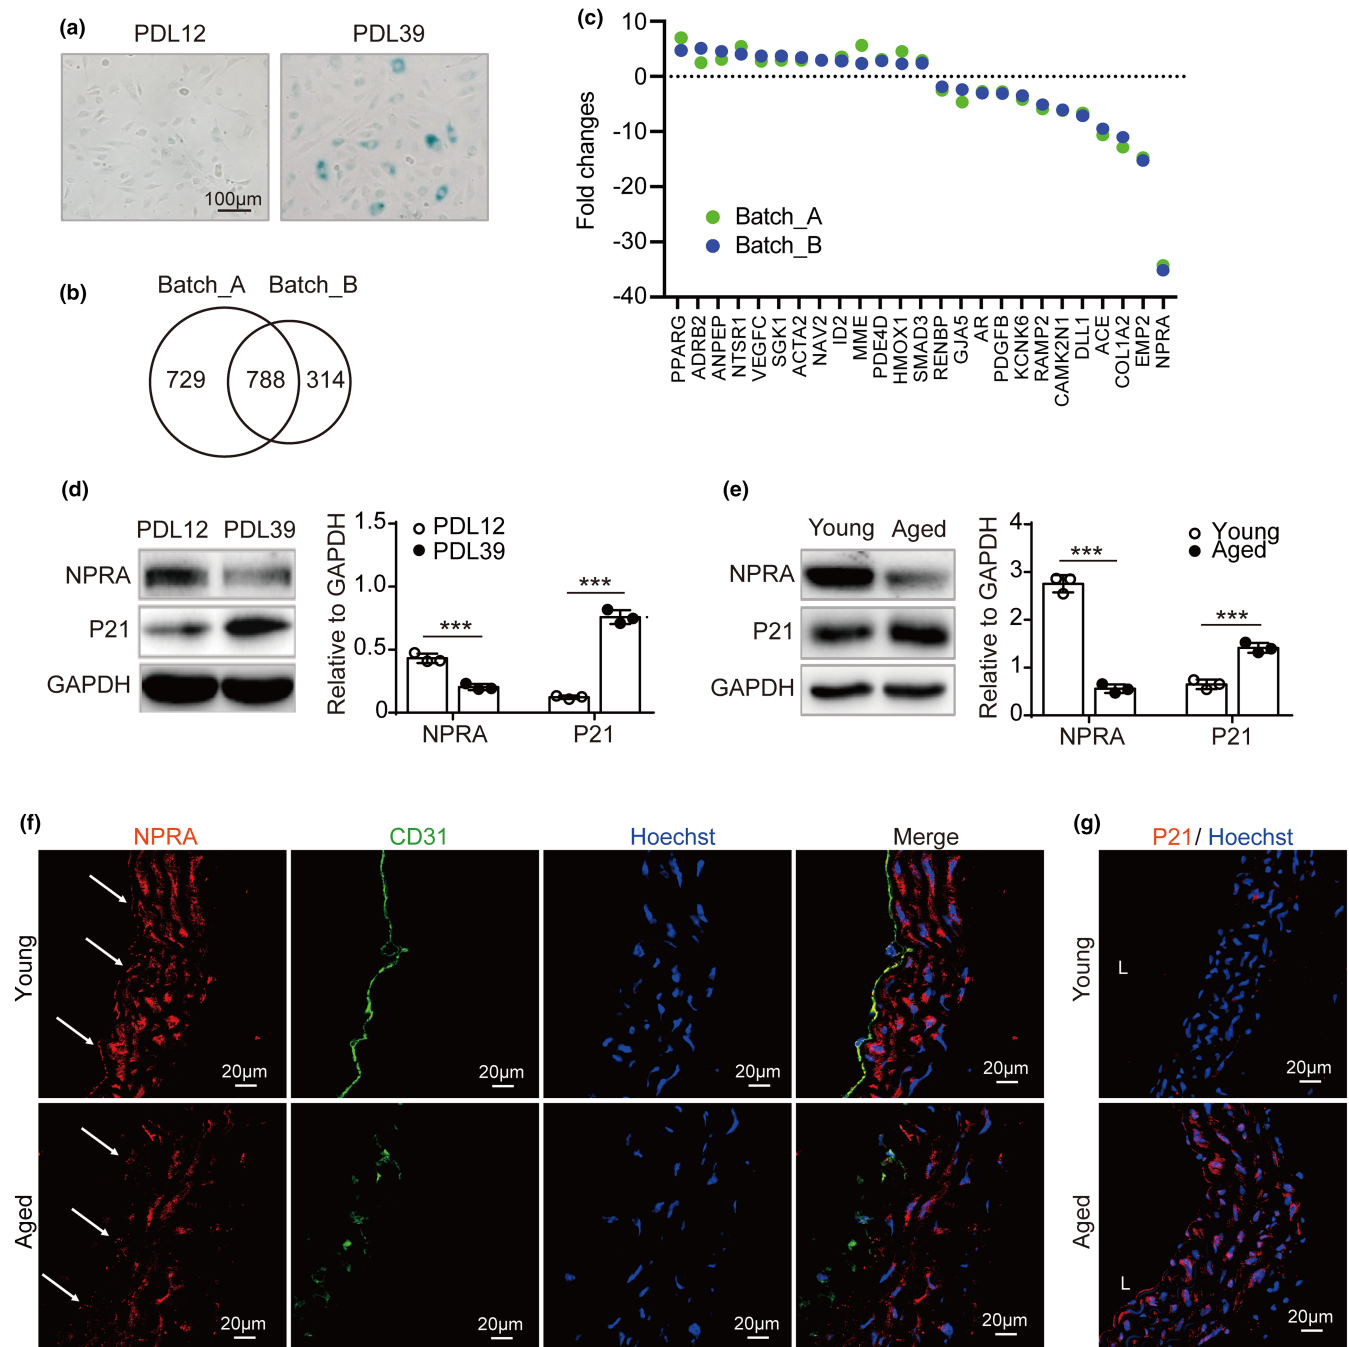 (a)
PDL12
PDL39
100μm
(b)
Batch_A
Batch_B
729
788
314
(c)
Fold changes
10
0
-10
-20
-30
-40
Batch_A
Batch_B
PPARG
ADRB2
ANPEP
NTSR1
VEGFC
SGK1
ACTA2
NAV2
ID2
MME
PDE4D
HMOX1
SMAD3
RENBP
GJA5
AR
PDGFB
KCNK6
RAMP2
CAMK2N1
DLL1
ACE
COL1A2
EMP2
NPRA
(d)
PDL12 PDL39
NPRA
P21
GAPDH
Relative to GAPDH
1.5
1.0
0.5
0
PDL12
PDL39
***
***
NPRA
P21
(e)
Young Aged
NPRA
P21
GAPDH
Relative to GAPDH
4
3
2
1
0
Young
Aged
***
***
NPRA
P21
(f)
NPRA
CD31
Hoechst
Merge
Young
20μm
20μm
20μm
20μm
Aged
20μm
20μm
20μm
20μm
(g)
P21/ Hoechst
Young
L
20μm
Aged
L
20μm